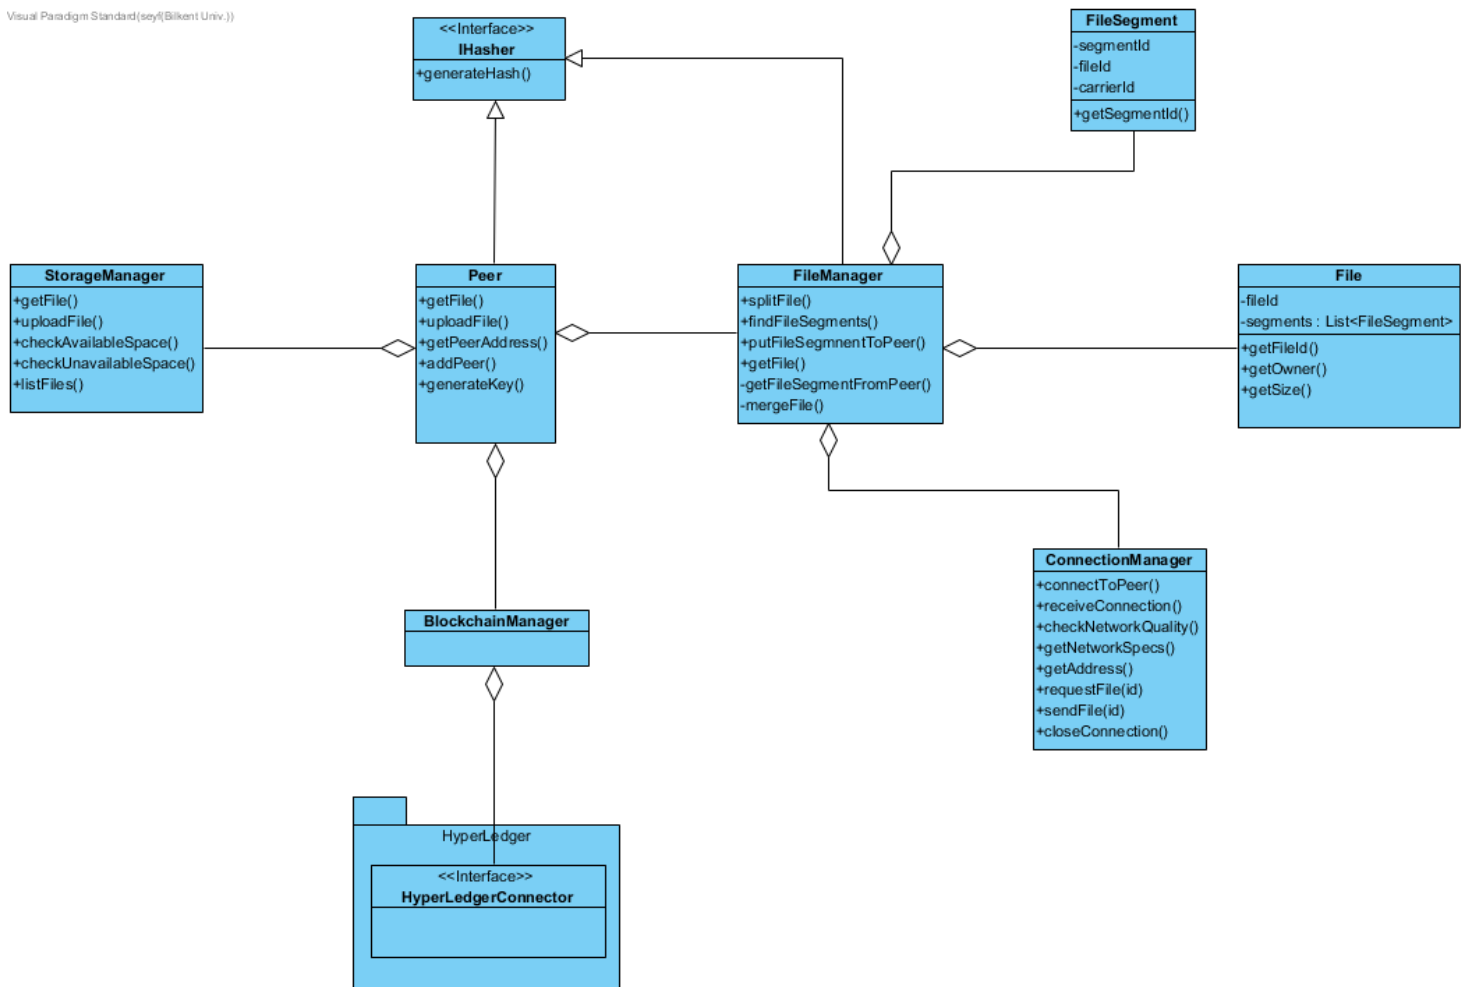 Visual Paradigm Standard(seyf(Bilkent Univ.))
<<Interface>>
IHasher
+generateHash()
FileSegment
-segmentId
-fileId
-carrierId
+getSegmentId()
StorageManager
+getFile()
+uploadFile()
+checkAvailableSpace()
+checkUnavailableSpace()
+listFiles()
Peer
+getFile()
+uploadFile()
+getPeerAddress()
+addPeer()
+generateKey()
FileManager
+splitFile()
+findFileSegments()
+putFileSegmnentToPeer()
+getFile()
-getFileSegmentFromPeer()
-mergeFile()
File
-fileId
-segments : List<FileSegment>
+getFileId()
+getOwner()
+getSize()
ConnectionManager
+connectToPeer()
+receiveConnection()
+checkNetworkQuality()
+getNetworkSpecs()
+getAddress()
+requestFile(id)
+sendFile(id)
+closeConnection()
BlockchainManager
HyperLedger
<<Interface>>
HyperLedgerConnector